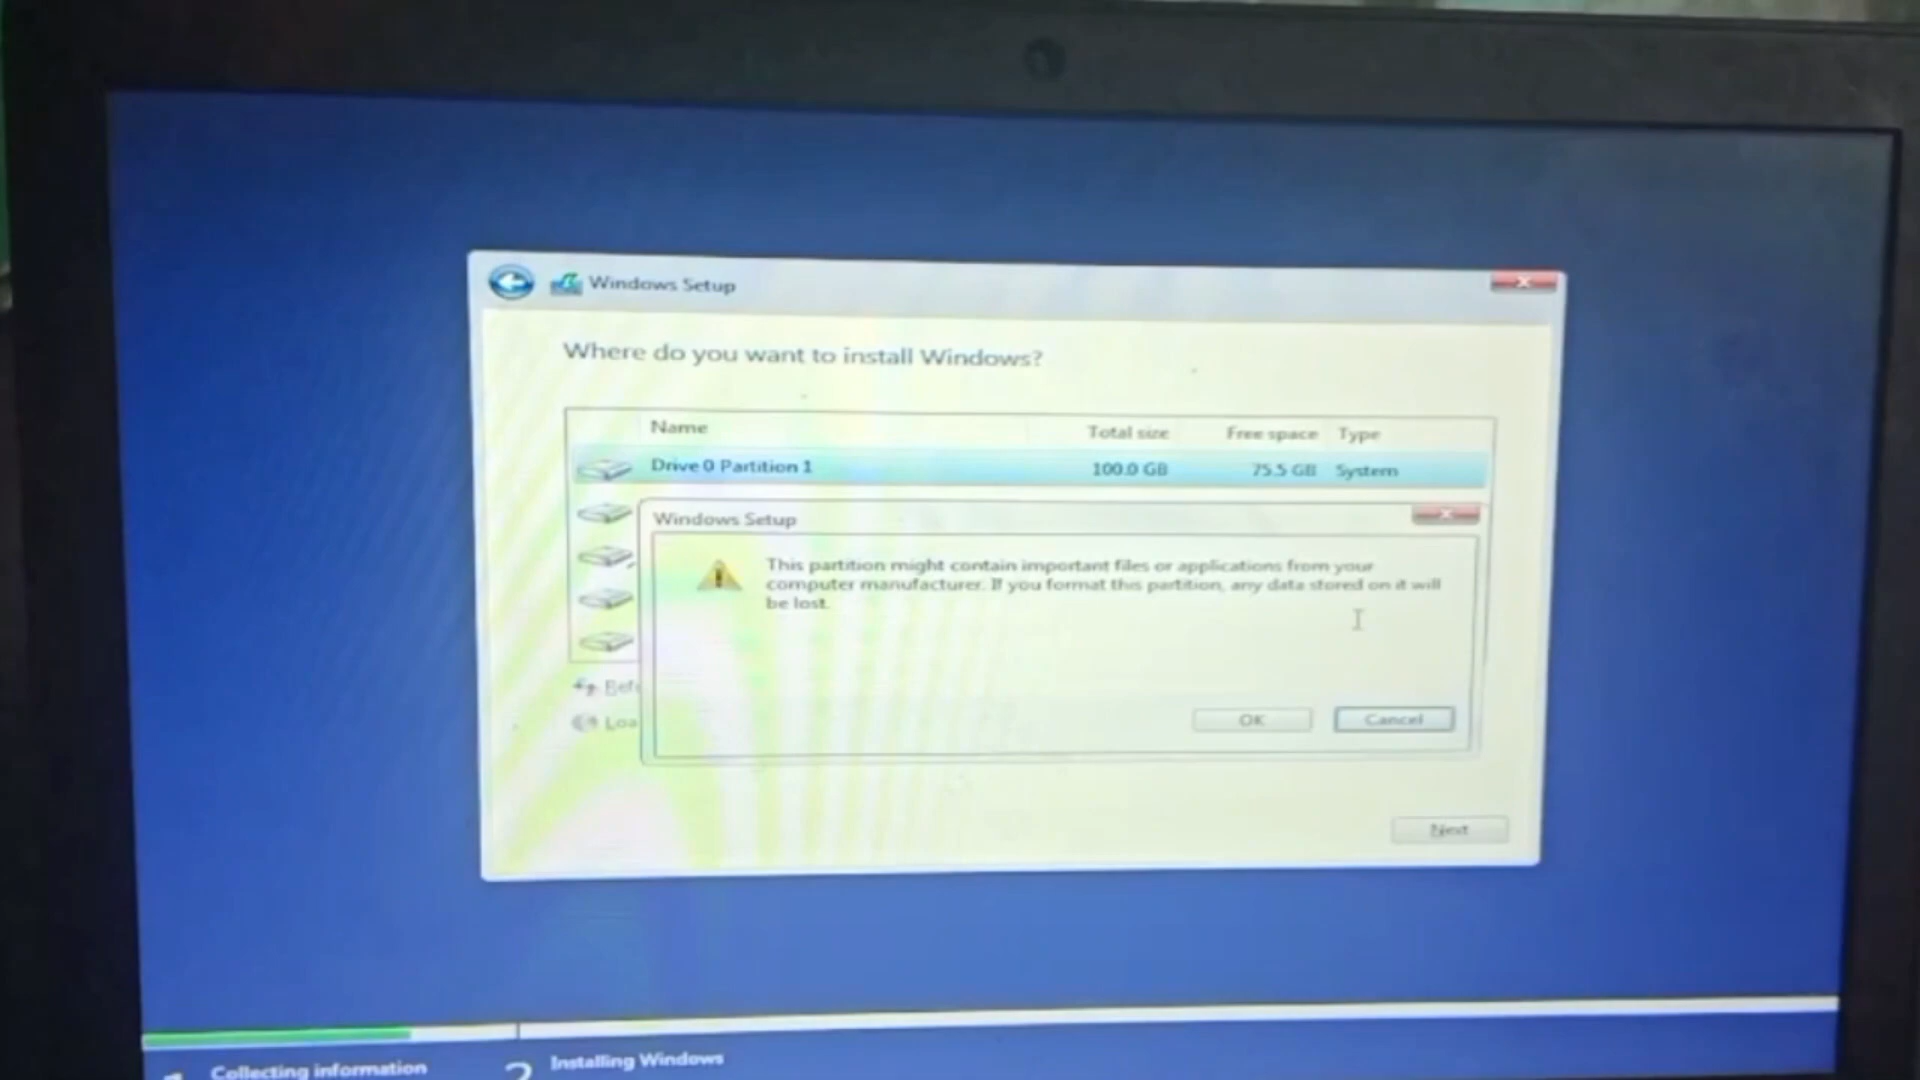 Windows Setup
Where do you want to install Windows?
Name Total size Free space Type
Drive 0 Partition 1 100.0 GB 75.5 GB System
Windows Setup
This partition might contain important files or applications from your
computer manufacturer. If you format this partition, any data stored on it will
be lost.
OK Cancel
Next
Collecting information
2 Installing Windows